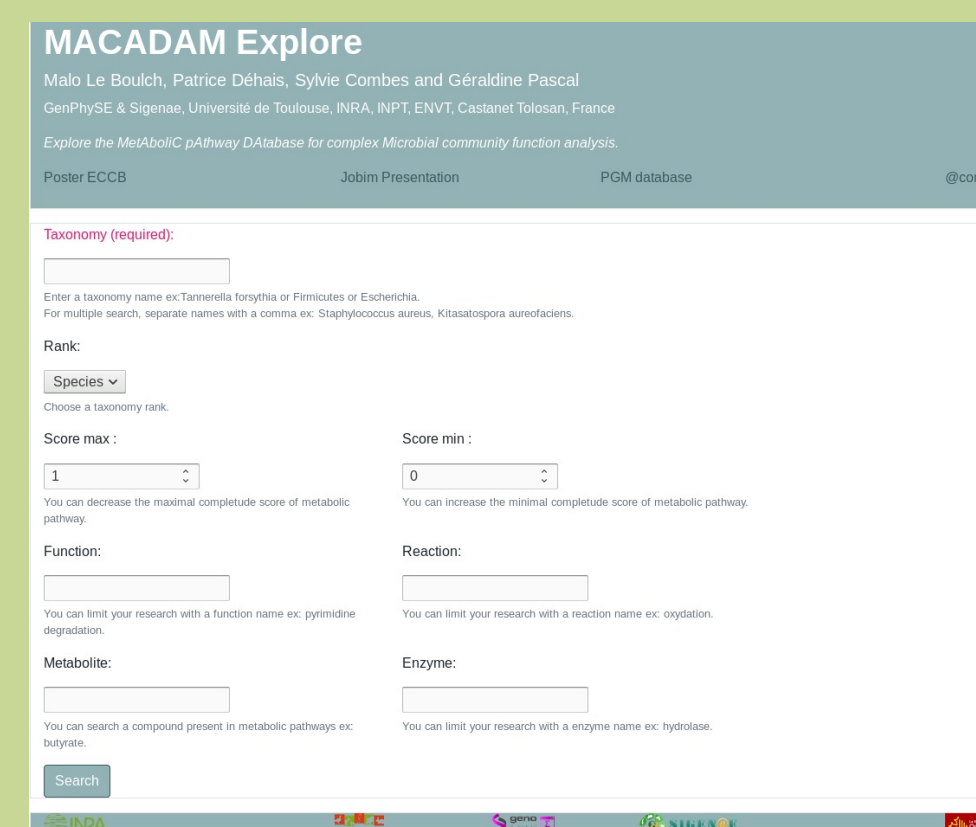 MACADAM Explore
Malo Le Boulch, Patrice Déhais, Sylvie Combes and Géraldine Pascal
GenPhySE & Sigenae, Université de Toulouse, INRA, INPT, ENVT, Castanet Tolosan, France
Explore the MetAboliC pAthway DAtabase for complex Microbial community function analysis.
Poster ECCB Jobim Presentation PGM database
Taxonomy (required):
Enter a taxonomy name ex:Tannerella forsythia or Firmicutes or Escherichia.
For multiple search, separate names with a comma ex: Staphylococcus aureus, Kitasatospora aureofaciens.
Rank:
Species
Choose a taxonomy rank.
Score max : Score min :
1 0
You can decrease the maximal completude score of metabolic You can increase the minimal completude score of metabolic pathway.
pathway.
Function: Reaction:
You can limit your research with a function name ex: pyrimidine You can limit your research with a reaction name ex: oxydation.
degradation.
Metabolite: Enzyme:
You can search a compound present in metabolic pathways ex: You can limit your research with a enzyme name ex: hydrolase.
butyrate.
Search
geno